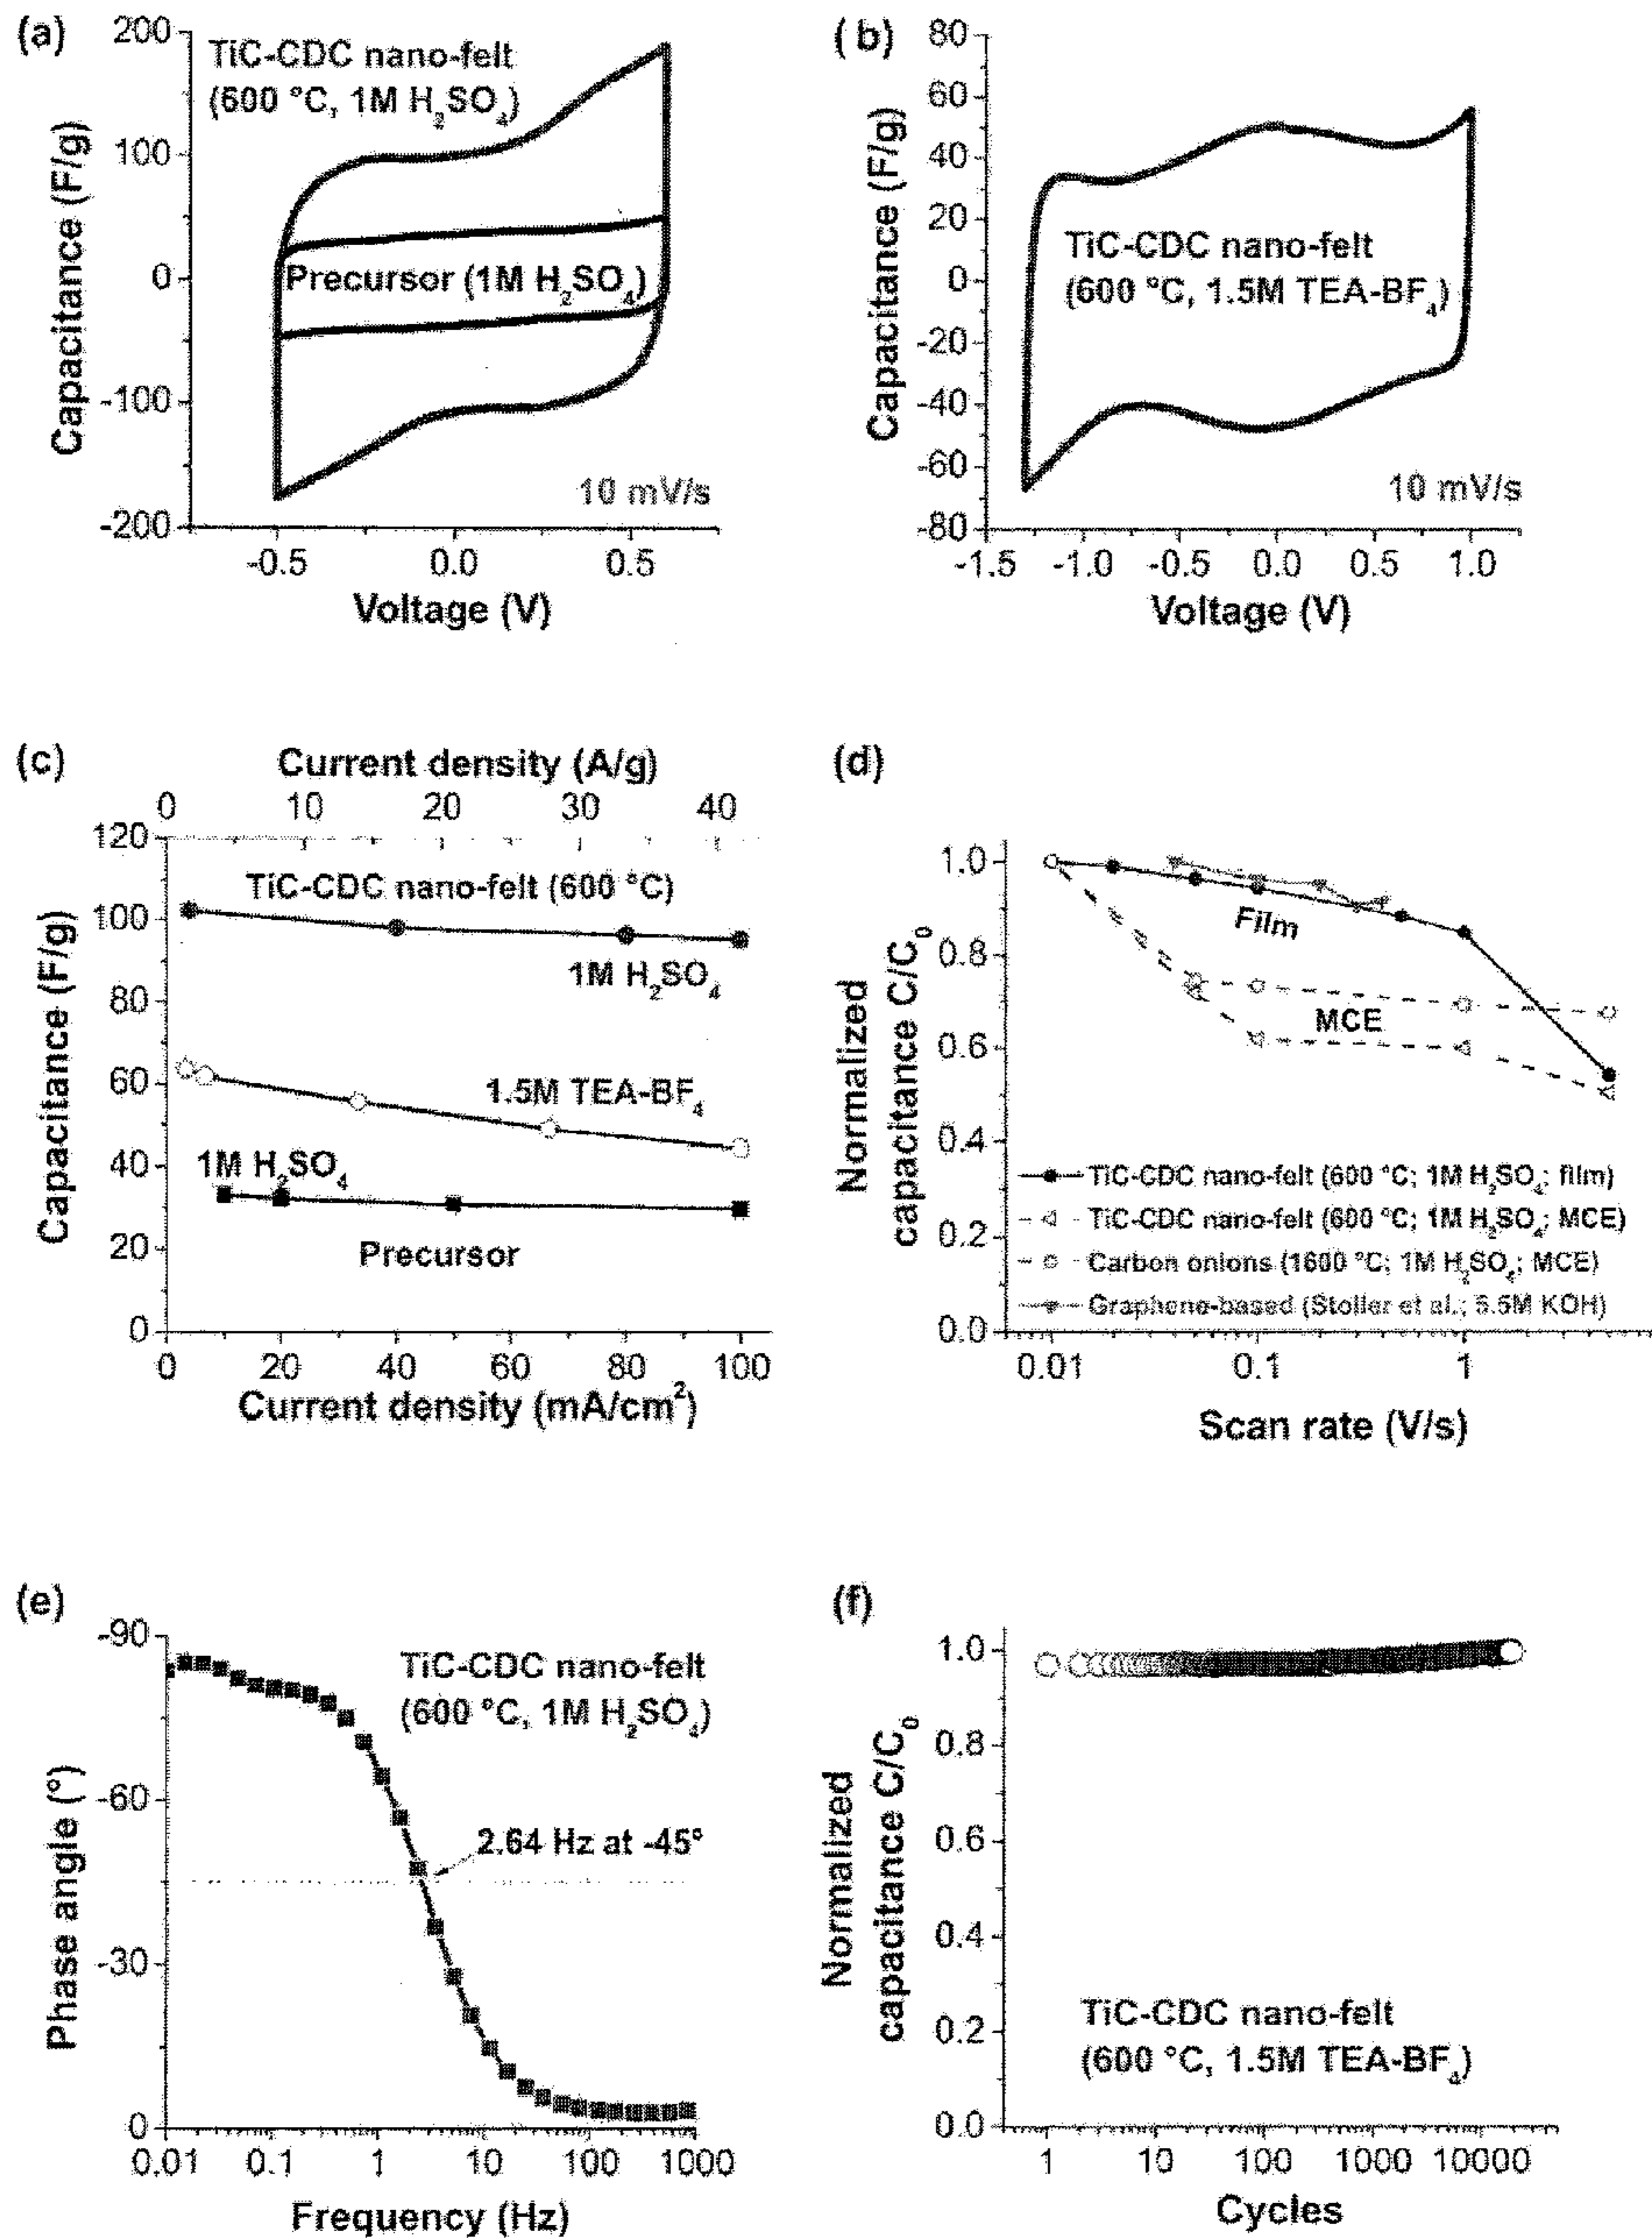 (a)
200
100
0
-100
-200
Capacitance (F/g)
TiC-CDC nano-felt
(600 °C, 1M H₂SO₄)
Precursor (1M H₂SO₄)
10 mV/s
-0.5 0.0 0.5
Voltage (V)
(b)
80
60
40
20
0
-20
-40
-60
-80
Capacitance (F/g)
TiC-CDC nano-felt
(600 °C, 1.5M TEA-BF₄)
10 mV/s
-1.5 -1.0 -0.5 0.0 0.5 1.0
Voltage (V)
(c)
Current density (A/g)
0 10 20 30 40
120
100
80
60
40
20
0
Capacitance (F/g)
TiC-CDC nano-felt (600 °C)
1M H₂SO₄
1.5M TEA-BF₄
1M H₂SO₄
Precursor
0 20 40 60 80 100
Current density (mA/cm²)
(d)
1.0
0.8
0.6
0.4
0.2
0.0
Normalized
capacitance C/C₀
Film
MCE
TiC-CDC nano-felt (600 °C; 1M H₂SO₄; film)
TiC-CDC nano-felt (600 °C; 1M H₂SO₄; MCE)
Carbon onions (1800 °C; 1M H₂SO₄; MCE)
Graphene-based (Stoller et al.; 5.5M KOH)
0.01 0.1 1
Scan rate (V/s)
(e)
-90
-60
-30
0
Phase angle (°)
TiC-CDC nano-felt
(600 °C, 1M H₂SO₄)
2.64 Hz at -45°
0.01 0.1 1 10 100 1000
Frequency (Hz)
(f)
1.0
0.8
0.6
0.4
0.2
0.0
Normalized
capacitance C/C₀
TiC-CDC nano-felt
(600 °C, 1.5M TEA-BF₄)
1 10 100 1000 10000
Cycles